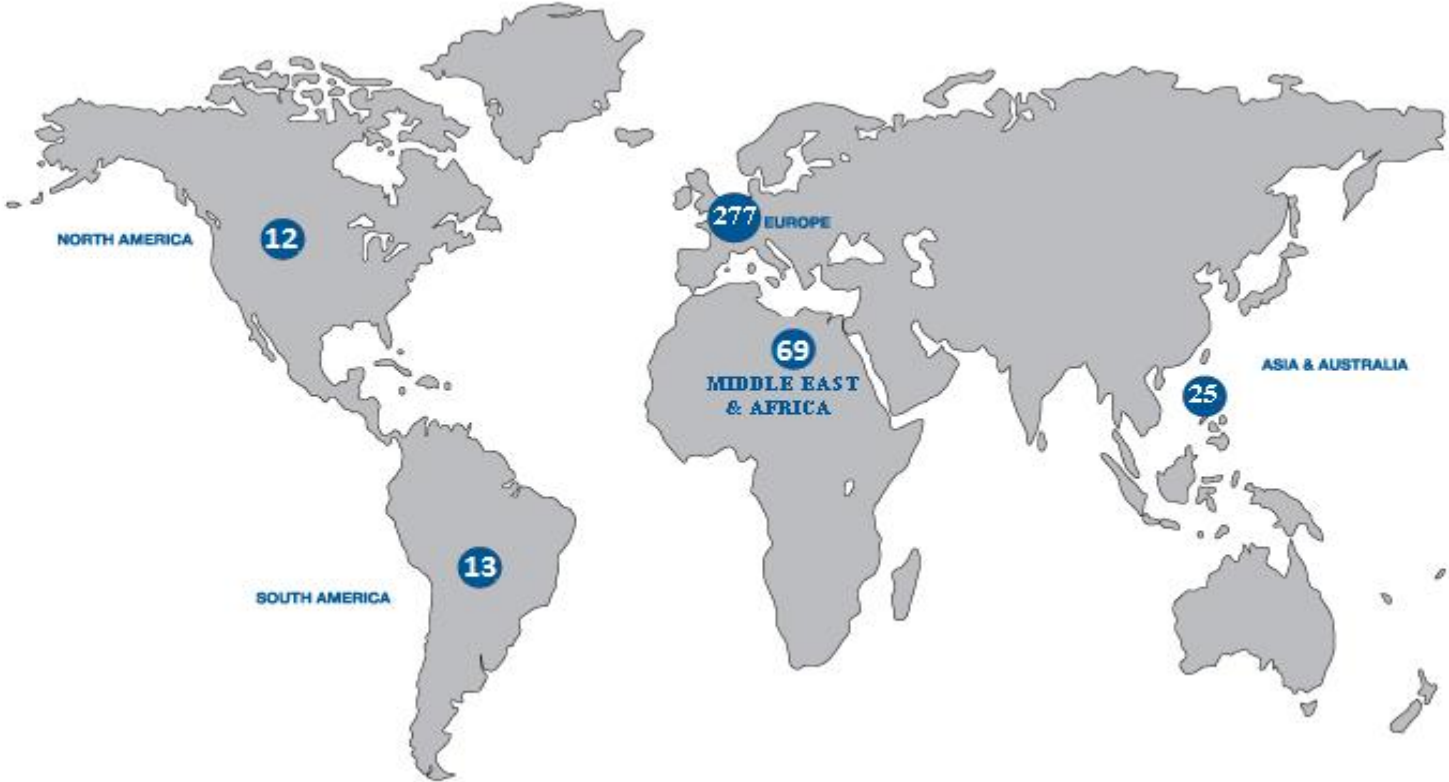 277
EUROPE
12
NORTH AMERICA
69
MIDDLE EAST
& AFRICA
ASIA & AUSTRALIA
25
13
SOUTH AMERICA